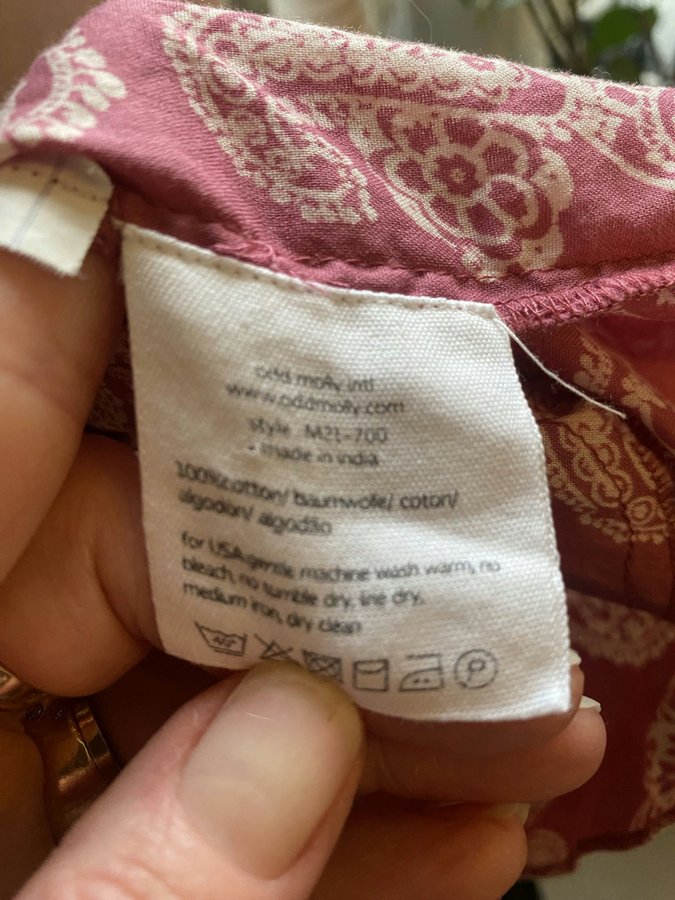 odd molly intl
www.oddmolly.com
style M21-700
• made in india
100%cotton/ baumwolle/ coton/
algodon/ algodão
for USA:gentle machine wash warm, no
bleach, no tumble dry, line dry,
medium iron, dry clean
40° P